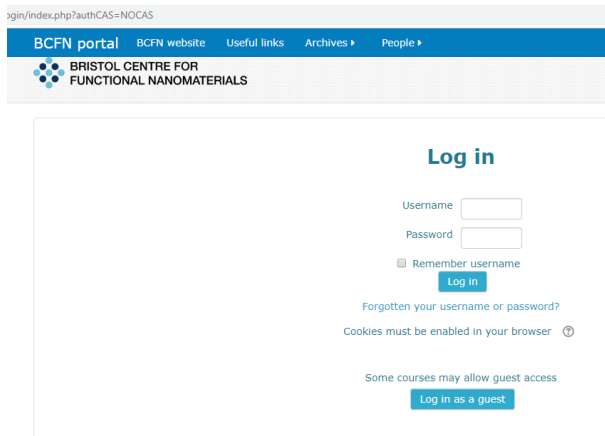 ogin/index.php?authCAS=NOCAS
BCFN portal BCFN website Useful links Archives People
BRISTOL CENTRE FOR
FUNCTIONAL NANOMATERIALS
Log in
Username
Password
Remember username
Log in
Forgotten your username or password?
Cookies must be enabled in your browser ?
Some courses may allow guest access
Log in as a guest